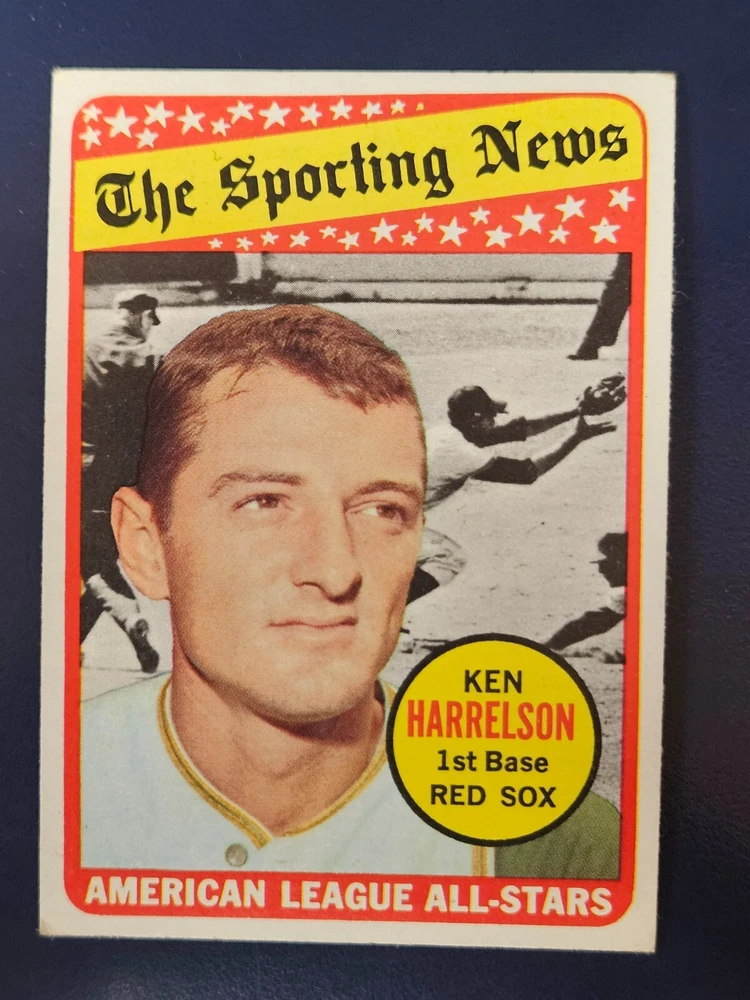 The Sporting News
KEN
HARRELSON
1st Base
RED SOX
AMERICAN LEAGUE ALL-STARS